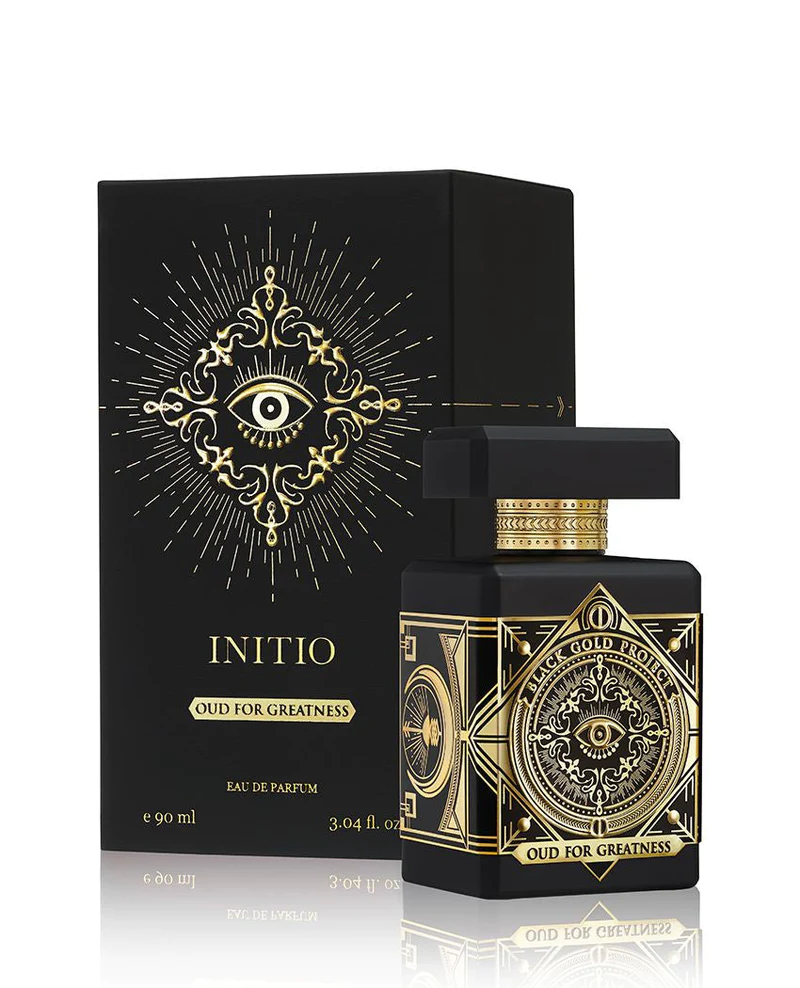 INITIO
OUD FOR GREATNESS
EAU DE PARFUM
e 90 ml
3.04 fl. oz
BLACK GOLD PROJECT
OUD FOR GREATNESS